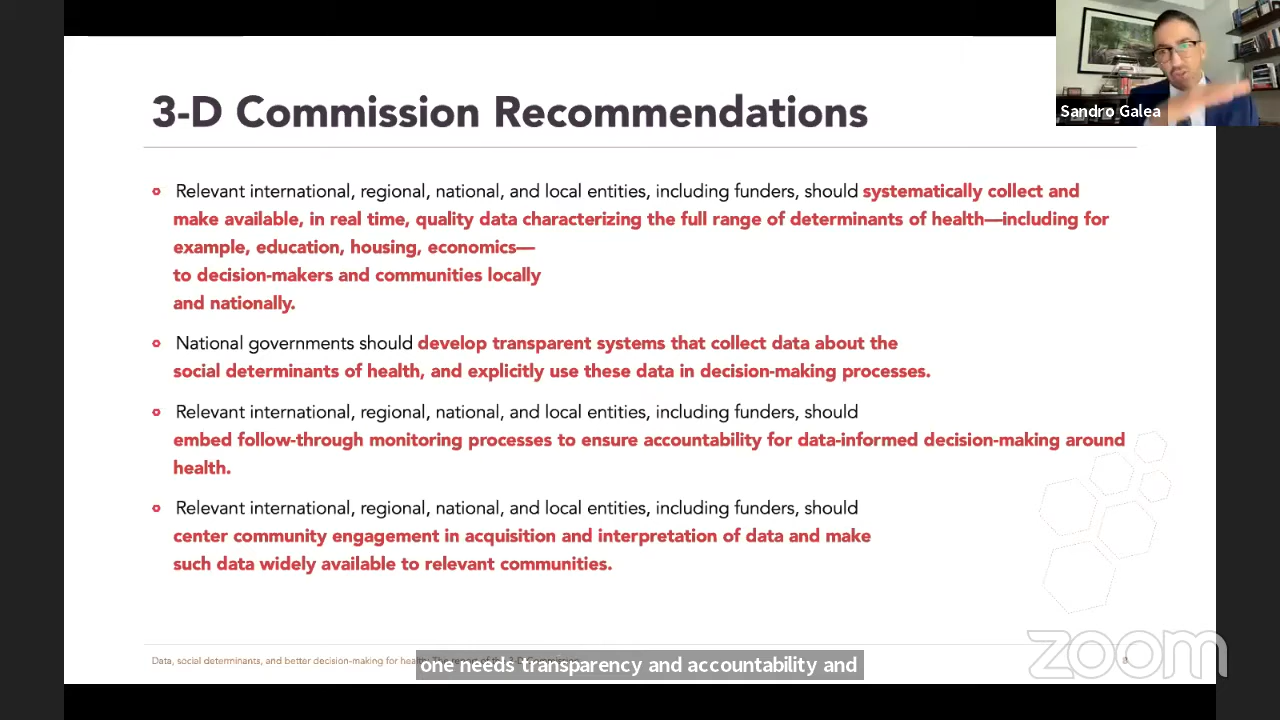 3-D Commission Recommendations
Sandro Galea
Relevant international, regional, national, and local entities, including funders, should systematically collect and
make available, in real time, quality data characterizing the full range of determinants of health—including for
example, education, housing, economics—
to decision-makers and communities locally
and nationally.
National governments should develop transparent systems that collect data about the
social determinants of health, and explicitly use these data in decision-making processes.
Relevant international, regional, national, and local entities, including funders, should
embed follow-through monitoring processes to ensure accountability for data-informed decision-making around
health.
Relevant international, regional, national, and local entities, including funders, should
center community engagement in acquisition and interpretation of data and make
such data widely available to relevant communities.
Data, social determinants, and better decision-making for
one needs transparency and accountability and
zoom